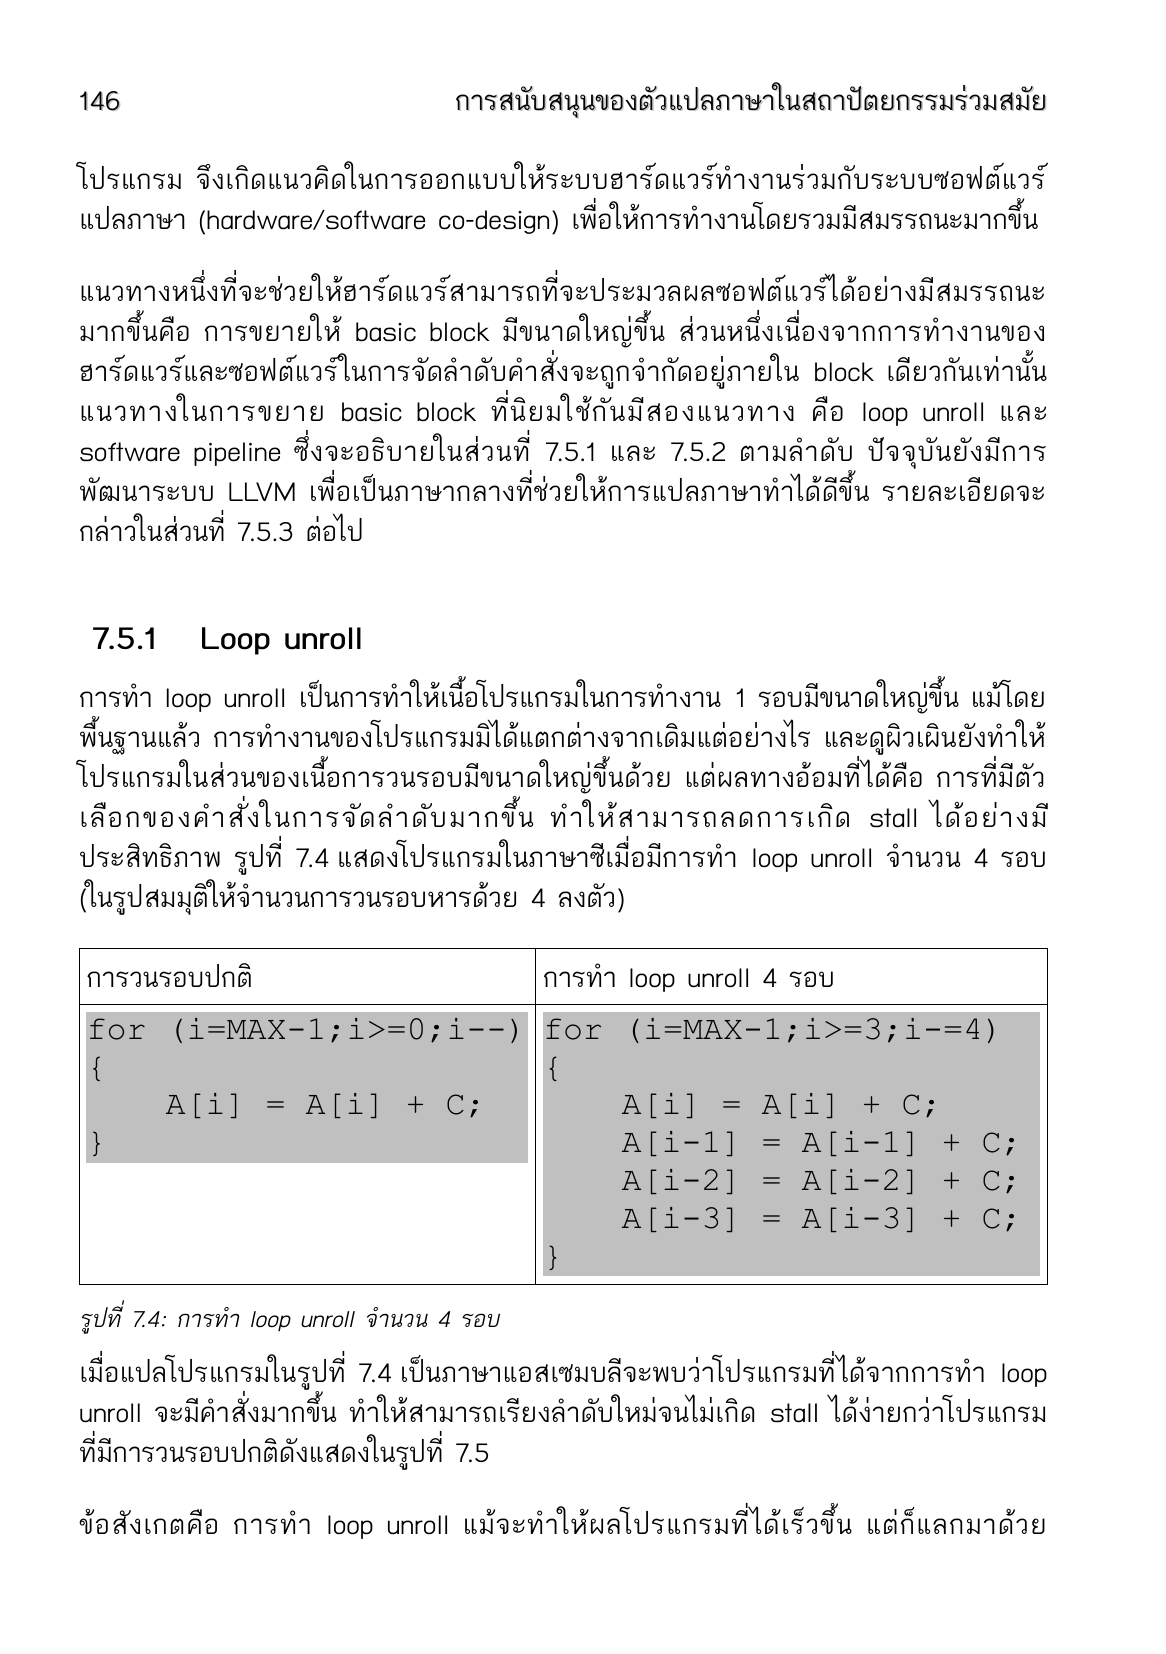 146 การสนับสนุนของตัวแปลภาษาในสถาปัตยกรรมร่วมสมัย
โปรแกรม จึงเกิดแนวคิดในการออกแบบให้ระบบฮาร์ดแวร์ทำงานร่วมกับระบบซอฟต์แวร์
แปลภาษา (hardware/software co-design) เพื่อให้การทำงานโดยรวมมีสมรรถนะมากขึ้น
แนวทางหนึ่งที่จะช่วยให้ฮาร์ดแวร์สามารถที่จะประมวลผลซอฟต์แวร์ได้อย่างมีสมรรถนะ
มากขึ้นคือ การขยายให้ basic block มีขนาดใหญ่ขึ้น ส่วนหนึ่งเนื่องจากการทำงานของ
ฮาร์ดแวร์และซอฟต์แวร์ในการจัดลำดับคำสั่งจะถูกจำกัดอยู่ภายใน block เดียวกันเท่านั้น
แนวทางในการขยาย basic block ที่นิยมใช้กันมีสองแนวทาง คือ loop unroll และ
software pipeline ซึ่งจะอธิบายในส่วนที่ 7.5.1 และ 7.5.2 ตามลำดับ ปัจจุบันยังมีการ
พัฒนาระบบ LLVM เพื่อเป็นภาษากลางที่ช่วยให้การแปลภาษาทำได้ดีขึ้น รายละเอียดจะ
กล่าวในส่วนที่ 7.5.3 ต่อไป
7.5.1 Loop unroll
การทำ loop unroll เป็นการทำให้เนื้อโปรแกรมในการทำงาน 1 รอบมีขนาดใหญ่ขึ้น แม้โดย
พื้นฐานแล้ว การทำงานของโปรแกรมมิได้แตกต่างจากเดิมแต่อย่างไร และดูผิวเผินยังทำให้
โปรแกรมในส่วนของเนื้อการวนรอบมีขนาดใหญ่ขึ้นด้วย แต่ผลทางอ้อมที่ได้คือ การที่มีตัว
เลือกของคำสั่งในการจัดลำดับมากขึ้น ทำให้สามารถลดการเกิด stall ได้อย่างมี
ประสิทธิภาพ รูปที่ 7.4 แสดงโปรแกรมในภาษาซีเมื่อมีการทำ loop unroll จำนวน 4 รอบ
(ในรูปสมมุติให้จำนวนการวนรอบหารด้วย 4 ลงตัว)
การวนรอบปกติ
for (i=MAX-1;i>=0;i--)
{
A[i] = A[i] + C;
}
การทำ loop unroll 4 รอบ
for (i=MAX-1;i>=3;i-=4)
{
A[i] = A[i] + C;
A[i-1] = A[i-1] + C;
A[i-2] = A[i-2] + C;
A[i-3] = A[i-3] + C;
}
รูปที่ 7.4: การทำ loop unroll จำนวน 4 รอบ
เมื่อแปลโปรแกรมในรูปที่ 7.4 เป็นภาษาแอสเซมบลีจะพบว่าโปรแกรมที่ได้จากการทำ loop
unroll จะมีคำสั่งมากขึ้น ทำให้สามารถเรียงลำดับใหม่จนไม่เกิด stall ได้ง่ายกว่าโปรแกรม
ที่มีการวนรอบปกติดังแสดงในรูปที่ 7.5
ข้อสังเกตคือ การทำ loop unroll แม้จะทำให้ผลโปรแกรมที่ได้เร็วขึ้น แต่ก็แลกมาด้วย